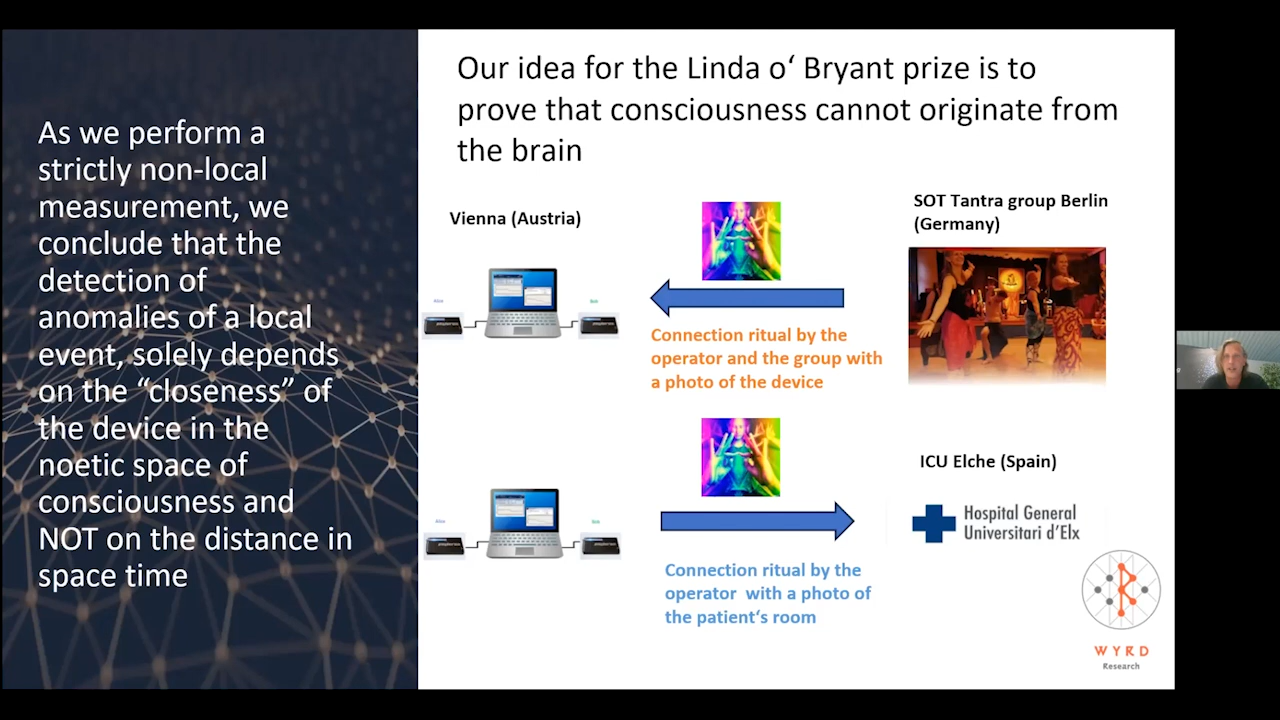 As we perform a
strictly non-local
measurement, we
conclude that the
detection of
anomalies of a local
event, solely depends
on the “closeness” of
the device in the
noetic space of
consciousness and
NOT on the distance in
space time
Our idea for the Linda o‘ Bryant prize is to
prove that consciousness cannot originate from
the brain
Vienna (Austria)
SOT Tantra group Berlin
(Germany)
Connection ritual by the
operator and the group with
a photo of the device
ICU Elche (Spain)
Hospital General
Universitari d'Elx
Connection ritual by the
operator with a photo of
the patient‘s room
WYRD
Research